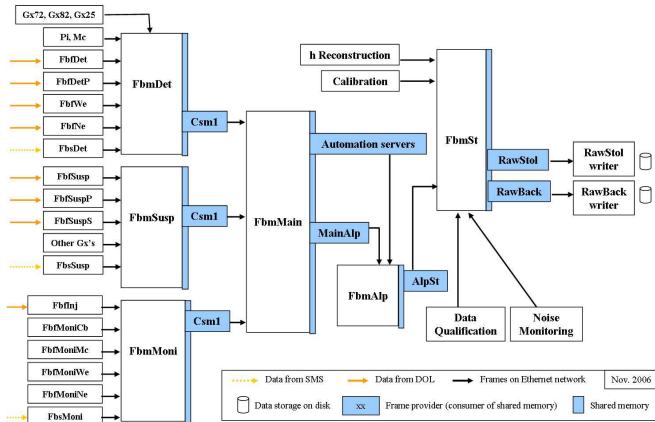 Gx72, Gx82, Gx25
Pi, Mc
FbfDet
FbfDetP
FbfWe
FbfNe
FbsDet
FbmDet
Csm1
FbfSusp
FbfSuspP
FbfSuspS
Other Gx's
FbsSusp
FbmSusp
Csm1
FbfInj
FbfMoniCb
FbfMoniMc
FbfMoniWe
FbfMoniNe
FbsMoni
FbmMoni
Csm1
FbmMain
Automation servers
MainAlp
FbmAlp
AlpSt
h Reconstruction
Calibration
FbmSt
RawStol
RawBack
RawStol
writer
RawBack
writer
Data
Qualification
Noise
Monitoring
Data from SMS
Data from DOL
Frames on Ethernet network
Nov. 2006
Data storage on disk
xx
Frame provider (consumer of shared memory)
Shared memory